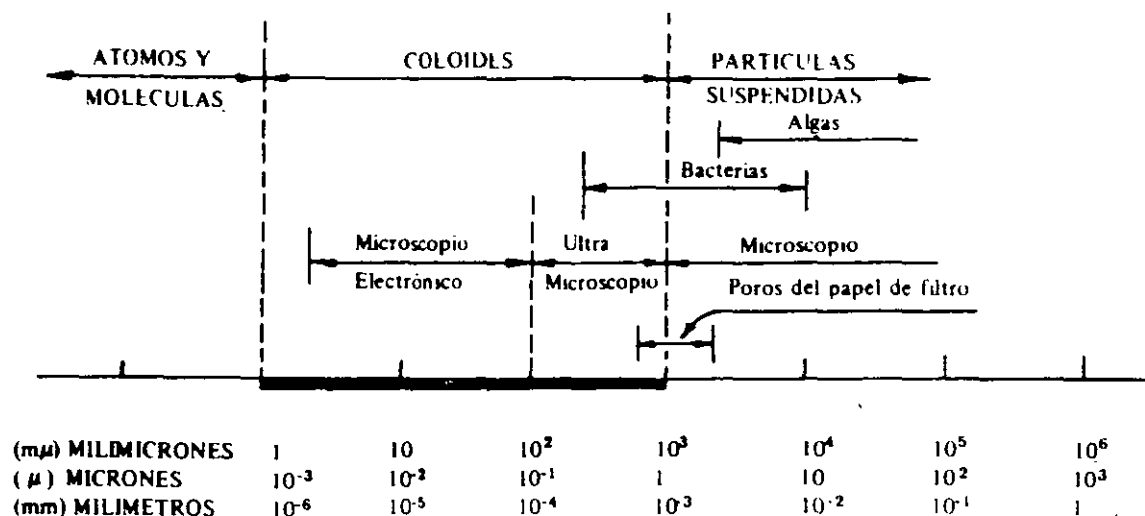 ATOMOS Y MOLECULAS
COLOIDES
PARTICULAS SUSPENDIDAS
Algas
Bacterias
Microscopio Electrónico
Ultra Microscopio
Microscopio
Poros del papel de filtro
(mμ) MILIMICRONES 1 10 10² 10³ 10⁴ 10⁵ 10⁶
(μ) MICRONES 10⁻³ 10⁻² 10⁻¹ 1 10 10² 10³
(mm) MILIMETROS 10⁻⁶ 10⁻⁵ 10⁻⁴ 10⁻³ 10⁻² 10⁻¹ 1